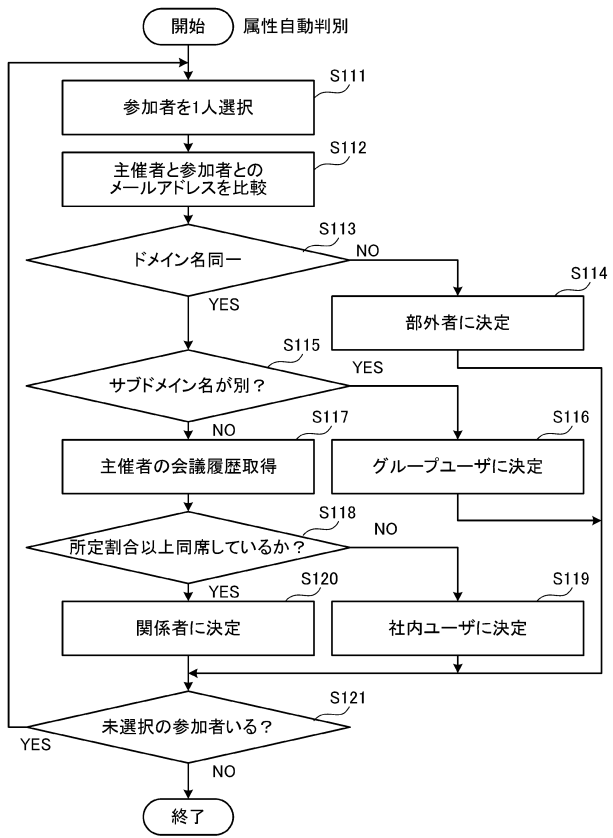 開始
属性自動判別
S111
参加者を1人選択
S112
主催者と参加者との
メールアドレスを比較
S113
ドメイン名同一
NO
YES
S114
部外者に決定
S115
サブドメイン名が別？
YES
NO
S116
グループユーザに決定
S117
主催者の会議履歴取得
S118
所定割合以上同席しているか？
NO
YES
S119
社内ユーザに決定
S120
関係者に決定
S121
未選択の参加者いる？
YES
NO
終了